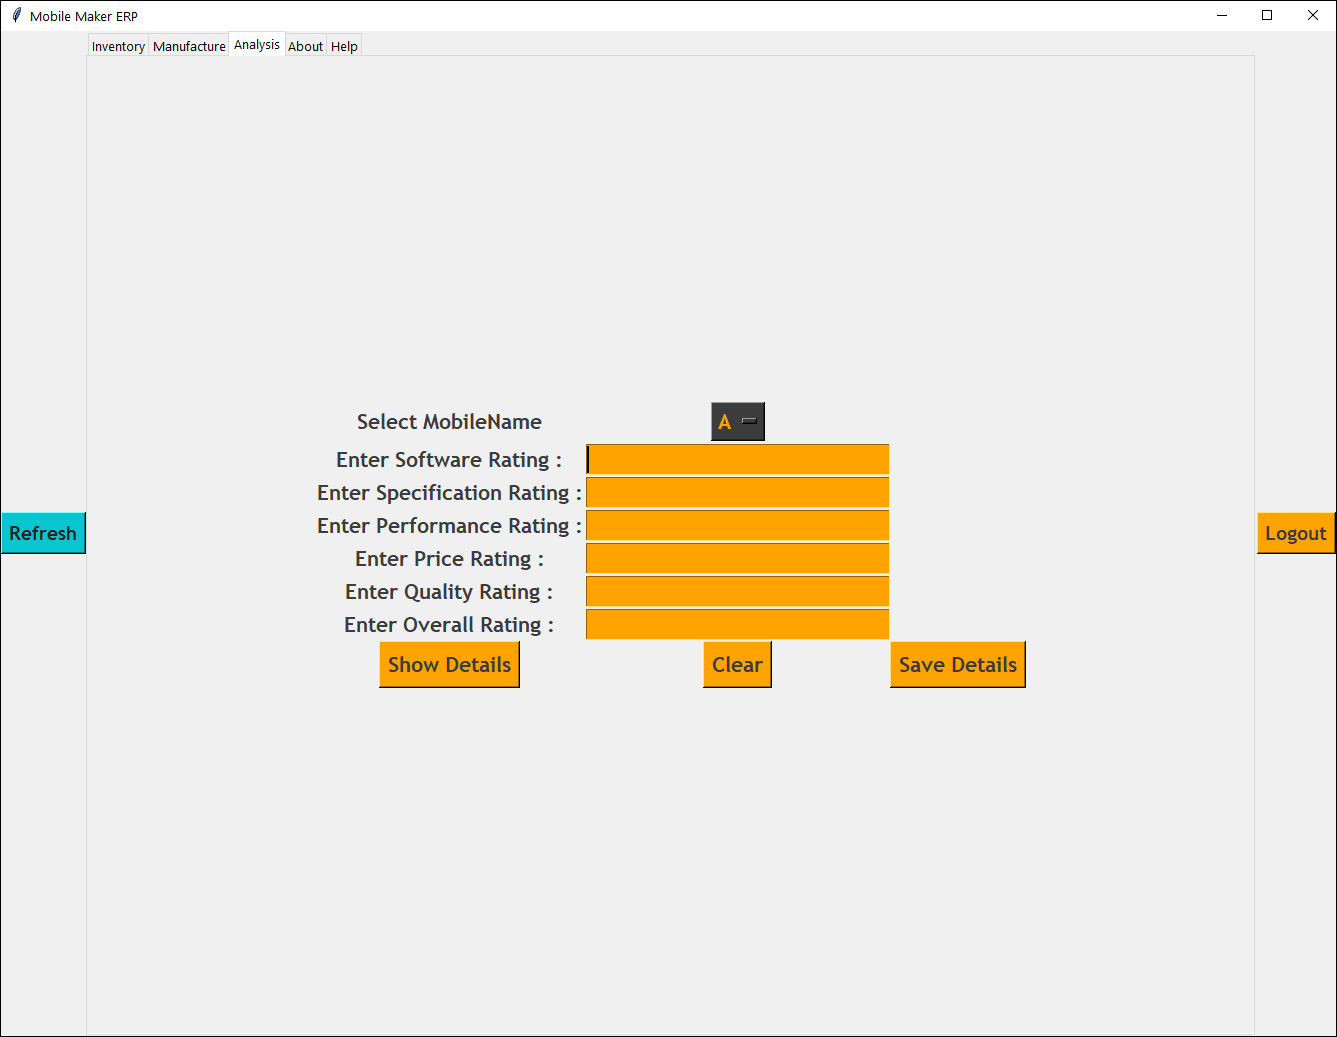 Mobile Maker ERP
Inventory Manufacture Analysis About Help
Select MobileName A
Enter Software Rating :
Enter Specification Rating :
Enter Performance Rating :
Refresh
Logout
Enter Price Rating :
Enter Quality Rating :
Enter Overall Rating :
Show Details Clear Save Details